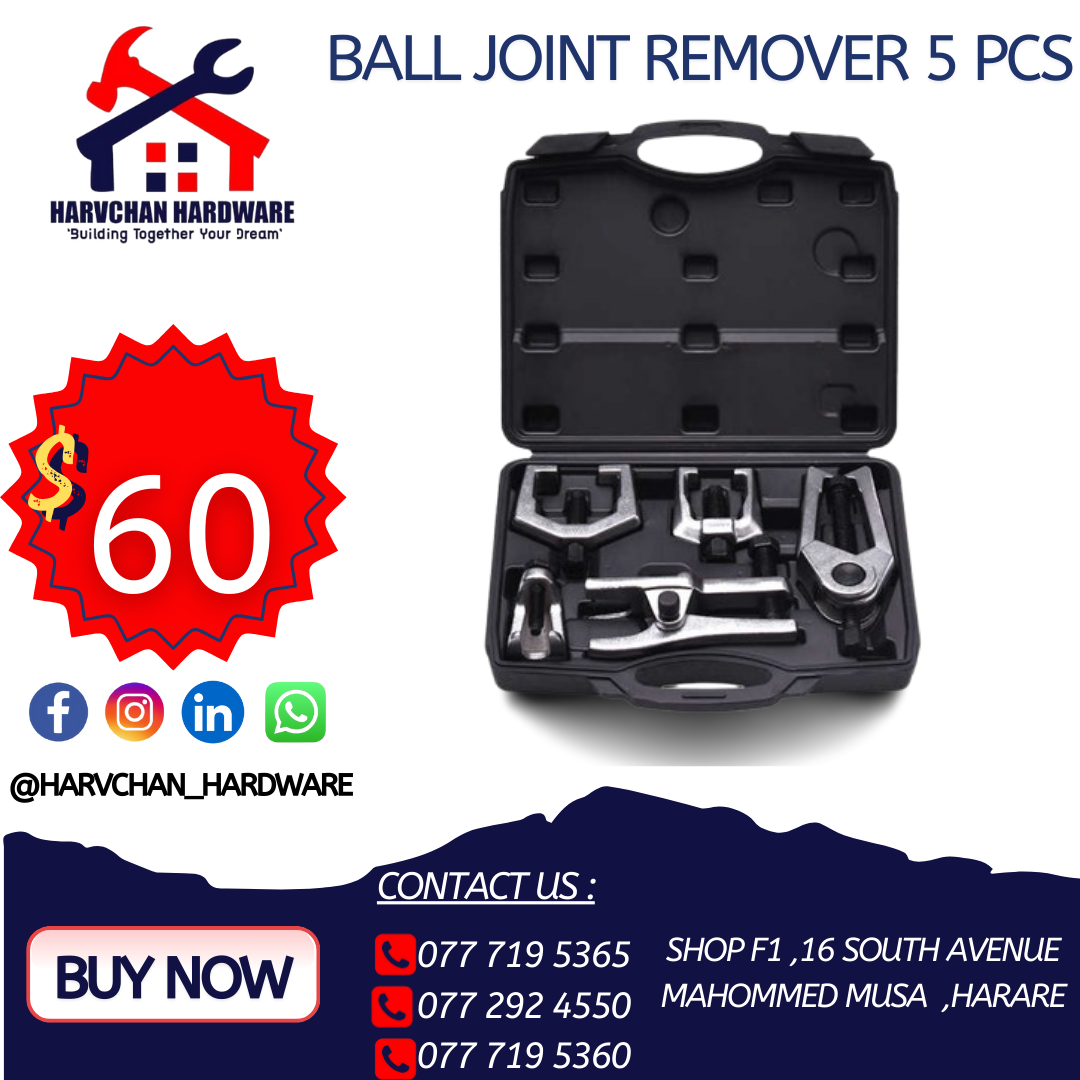 BALL JOINT REMOVER 5 PCS
HARVCHAN HARDWARE
'Building Together Your Dream'
$
60
@HARVCHAN_HARDWARE
CONTACT US :
BUY NOW
077 719 5365
077 292 4550
077 719 5360
SHOP F1 ,16 SOUTH AVENUE
MAHOMMED MUSA ,HARARE